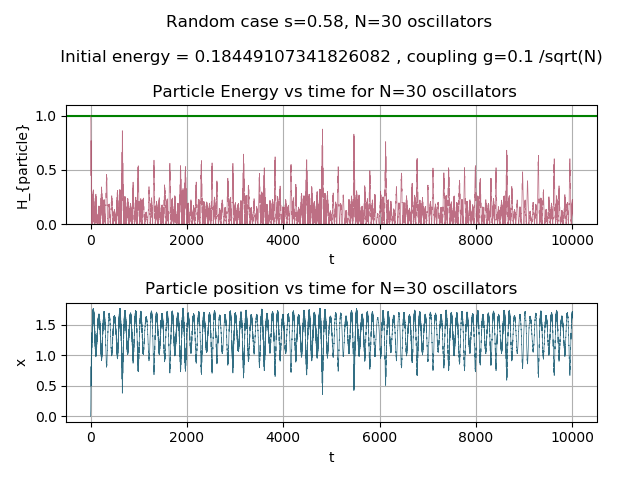 Random case s=0.58, N=30 oscillators
Initial energy = 0.18449107341826082 , coupling g=0.1 /sqrt(N)
Particle Energy vs time for N=30 oscillators
H_{particle}
1.0
0.5
0.0
0 2000 4000 6000 8000 10000
t
Particle position vs time for N=30 oscillators
x
1.5
1.0
0.5
0.0
0 2000 4000 6000 8000 10000
t